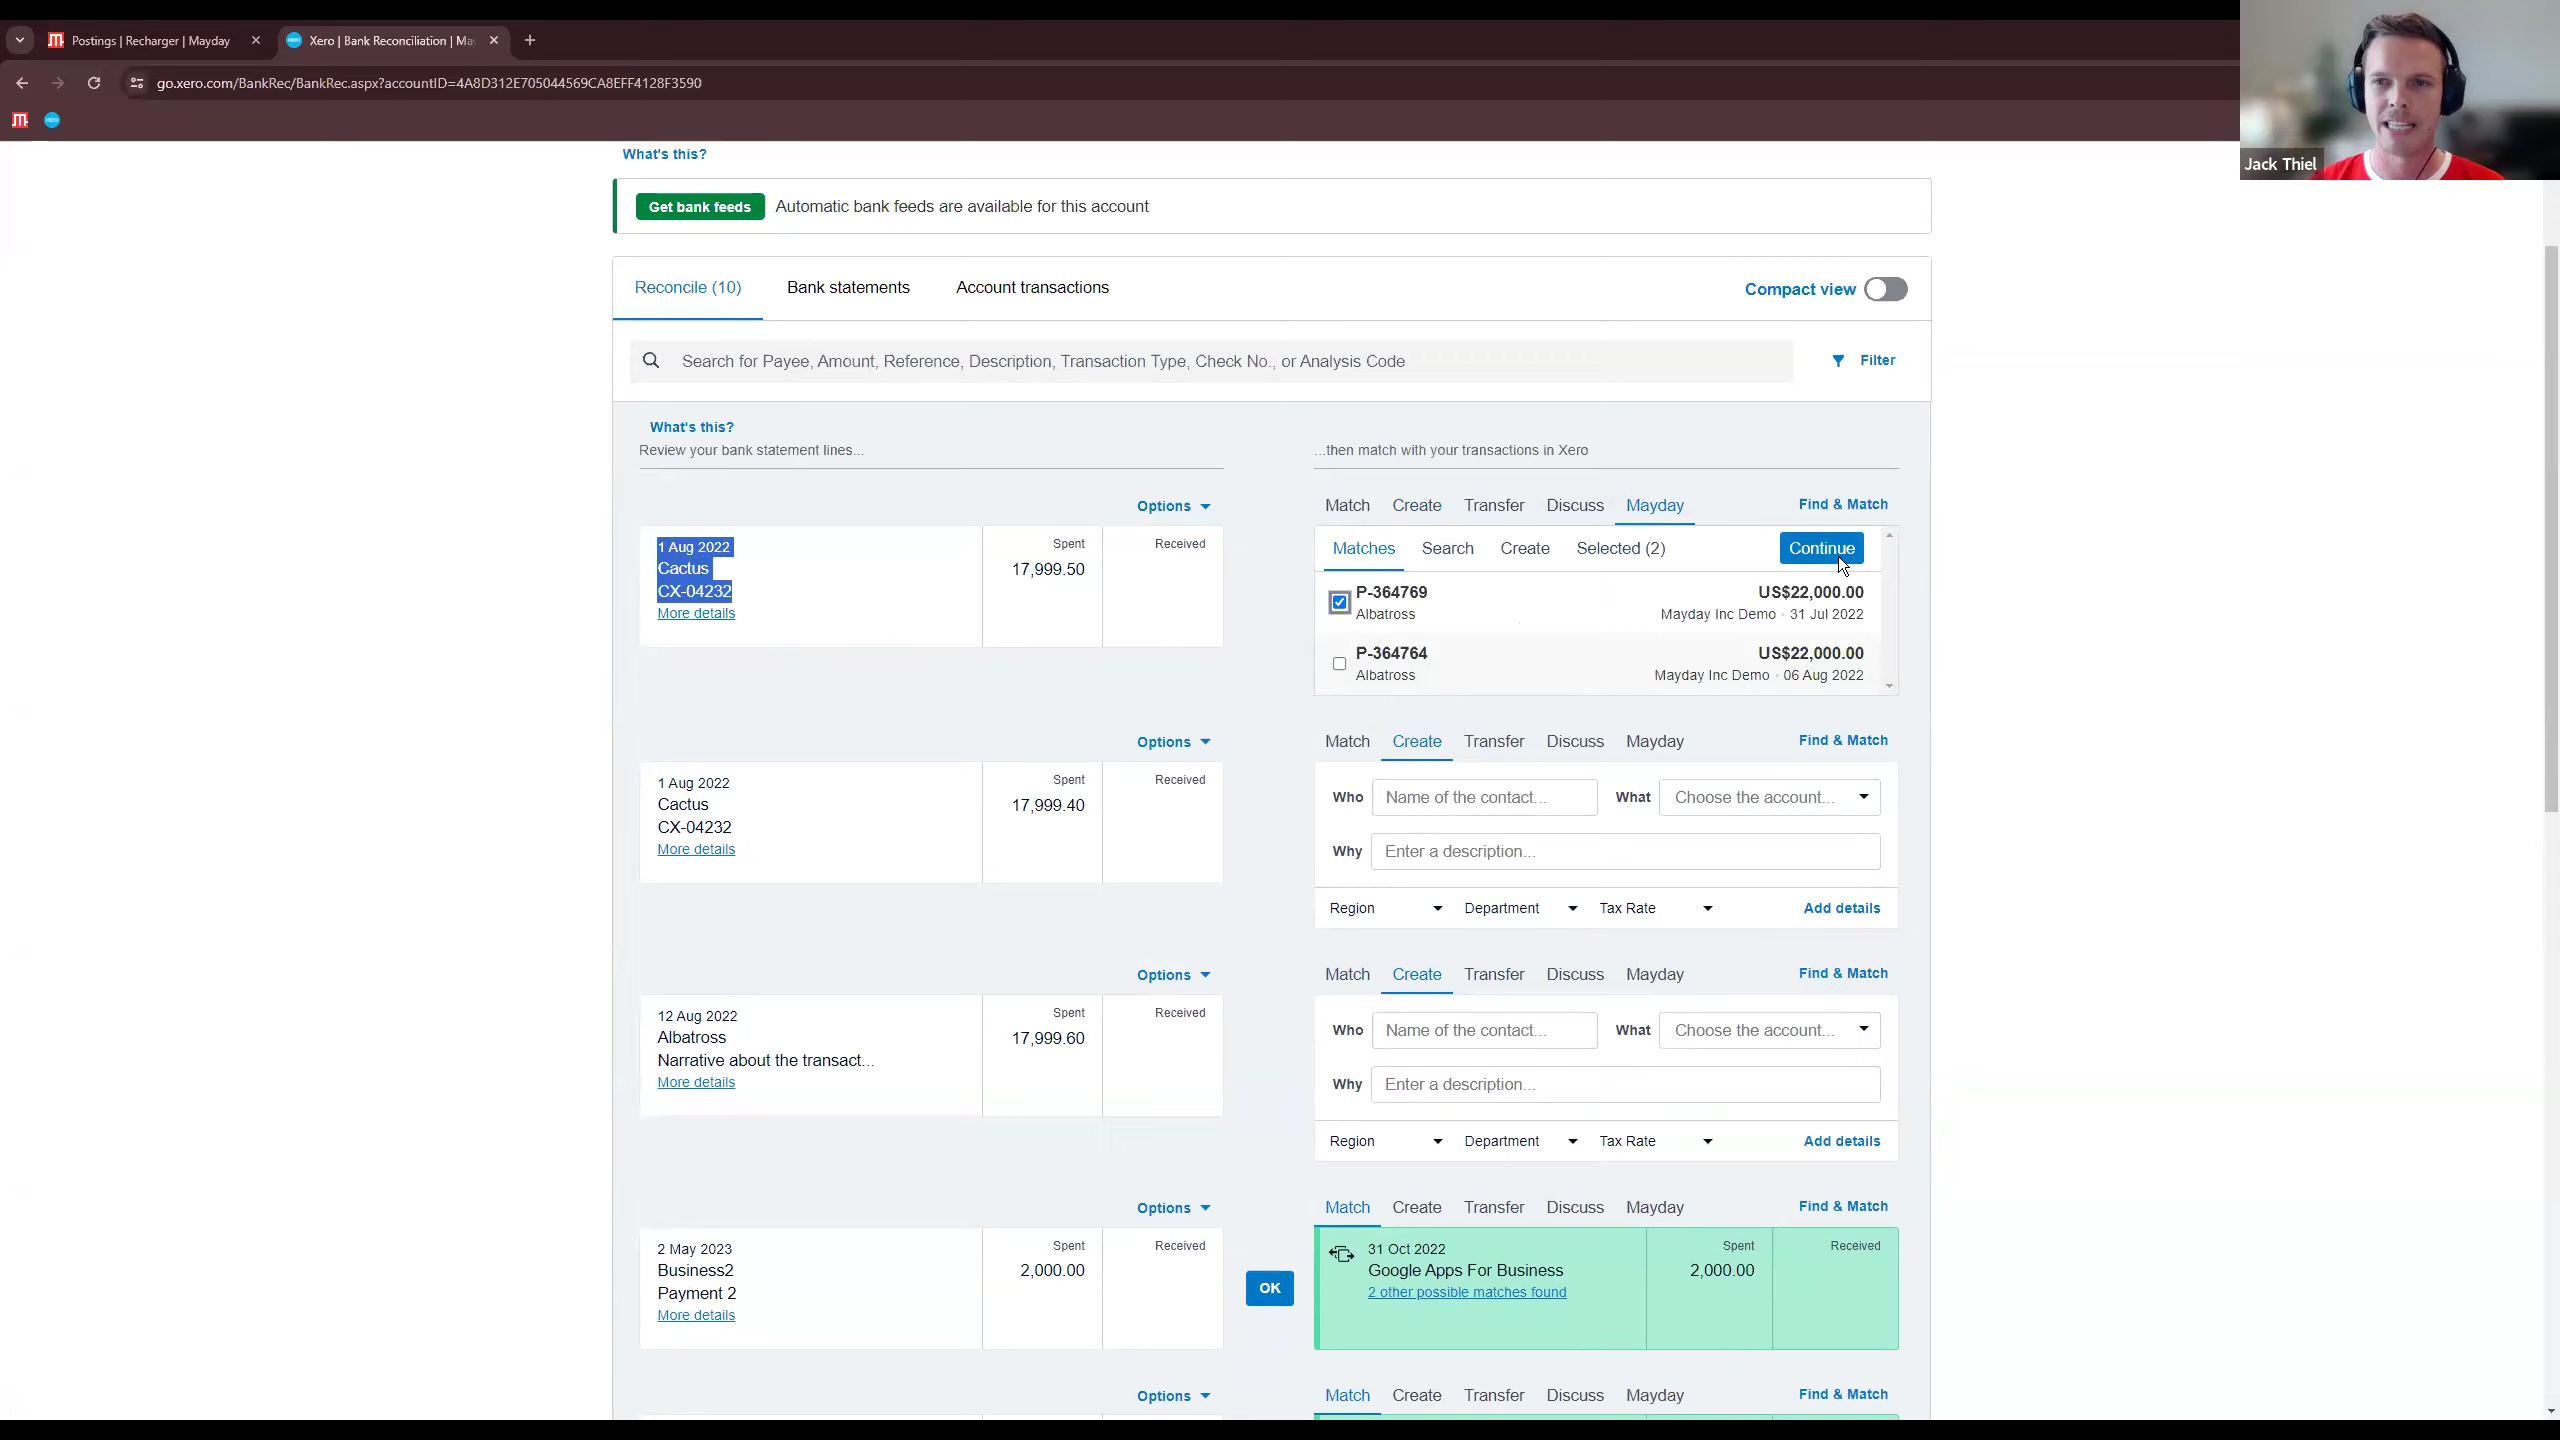 Postings | Recharger | Mayday
Xero | Bank Reconciliation | Ma
go.xero.com/BankRec/BankRec.aspx?accountID=4A8D312E705044569CA8EFF4128F3590
Jack Thiel
What's this?
Get bank feeds Automatic bank feeds are available for this account
Reconcile (10) Bank statements Account transactions Compact view
Search for Payee, Amount, Reference, Description, Transaction Type, Check No., or Analysis Code Filter
What's this?
Review your bank statement lines... ...then match with your transactions in Xero
Options Match Create Transfer Discuss Mayday Find & Match
1 Aug 2022 Spent Received
Cactus 17,999.50
CX-04232
More details
Matches Search Create Selected (2) Continue
P-364769 US$22,000.00
Albatross Mayday Inc Demo · 31 Jul 2022
P-364764 US$22,000.00
Albatross Mayday Inc Demo · 06 Aug 2022
Options Match Create Transfer Discuss Mayday Find & Match
1 Aug 2022 Spent Received
Cactus 17,999.40
CX-04232
More details
Who Name of the contact... What Choose the account...
Why Enter a description...
Region Department Tax Rate Add details
Options Match Create Transfer Discuss Mayday Find & Match
12 Aug 2022 Spent Received
Albatross 17,999.60
Narrative about the transact...
More details
Who Name of the contact... What Choose the account...
Why Enter a description...
Region Department Tax Rate Add details
Options Match Create Transfer Discuss Mayday Find & Match
2 May 2023 Spent Received
Business2 2,000.00
Payment 2
More details
OK
31 Oct 2022 Spent Received
Google Apps For Business 2,000.00
2 other possible matches found
Options Match Create Transfer Discuss Mayday Find & Match